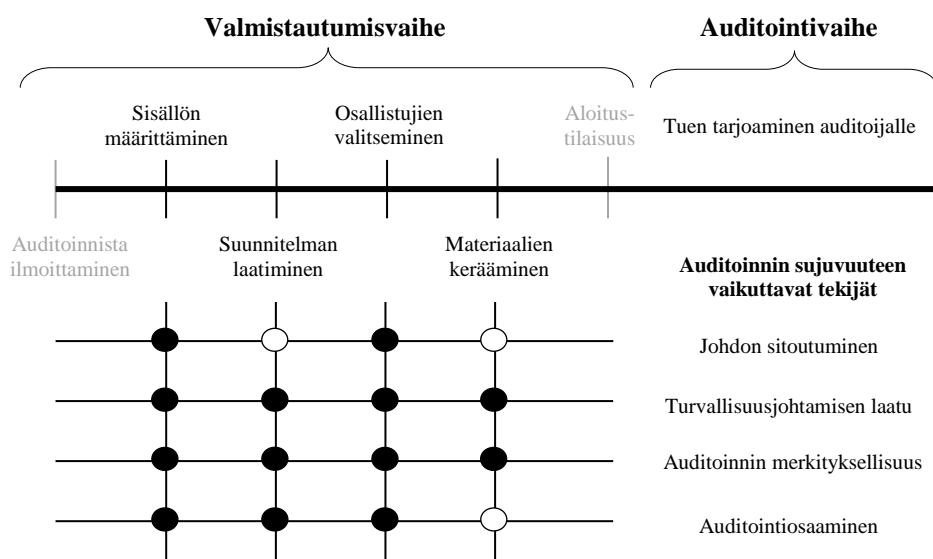 Valmistautumisvaihe
Auditointivaihe
Sisällön
määrittäminen
Osallistujien
valitseminen
Aloitus-
tilaisuus
Tuen tarjoaminen auditoijalle
Auditoinnista
ilmoittaminen
Suunnitelman
laatiminen
Materiaalien
kerääminen
Auditoinnin sujuvuuteen
vaikuttavat tekijät
Johdon sitoutuminen
Turvallisuusjohtamisen laatu
Auditoinnin merkityksellisuus
Auditointiosaaminen